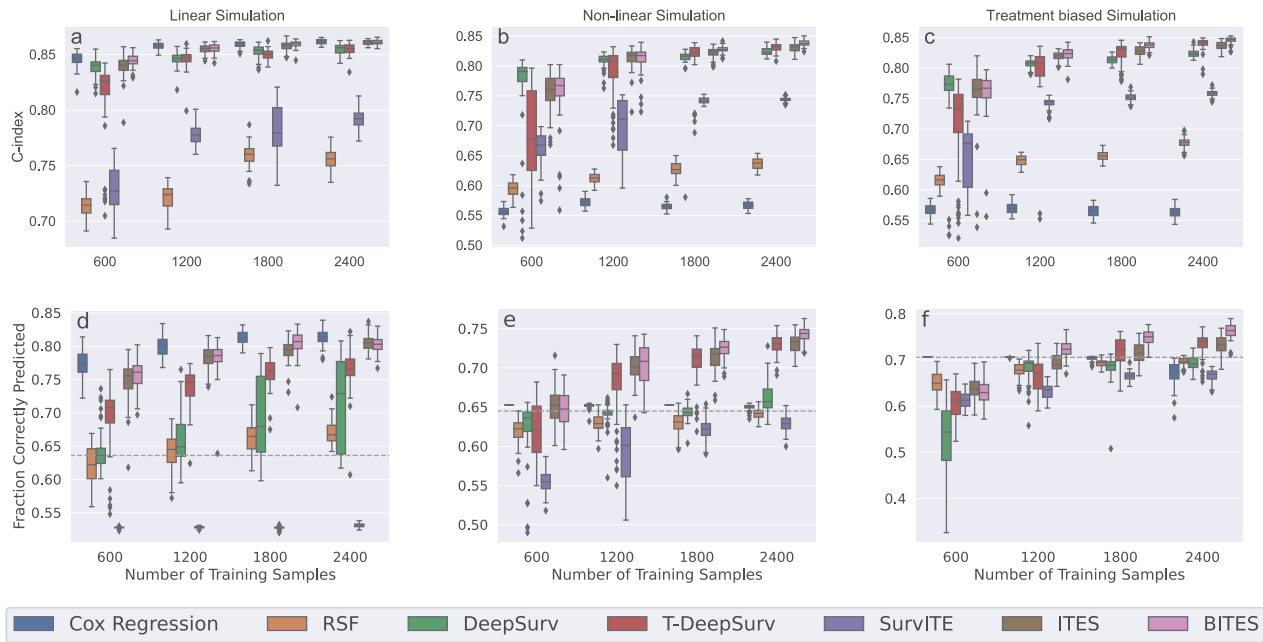 Linear Simulation
Non-linear Simulation
Treatment biased Simulation
a
b
c
C-index
0.85
0.80
0.75
0.70
0.85
0.80
0.75
0.70
0.65
0.60
0.55
0.50
0.85
0.80
0.75
0.70
0.65
0.60
0.55
600 1200 1800 2400
600 1200 1800 2400
600 1200 1800 2400
d
e
f
Fraction Correctly Predicted
0.85
0.80
0.75
0.70
0.65
0.60
0.55
0.75
0.70
0.65
0.60
0.55
0.50
0.8
0.7
0.6
0.5
0.4
600 1200 1800 2400
600 1200 1800 2400
600 1200 1800 2400
Number of Training Samples
Number of Training Samples
Number of Training Samples
Cox Regression RSF DeepSurv T-DeepSurv SurvITE ITES BITES